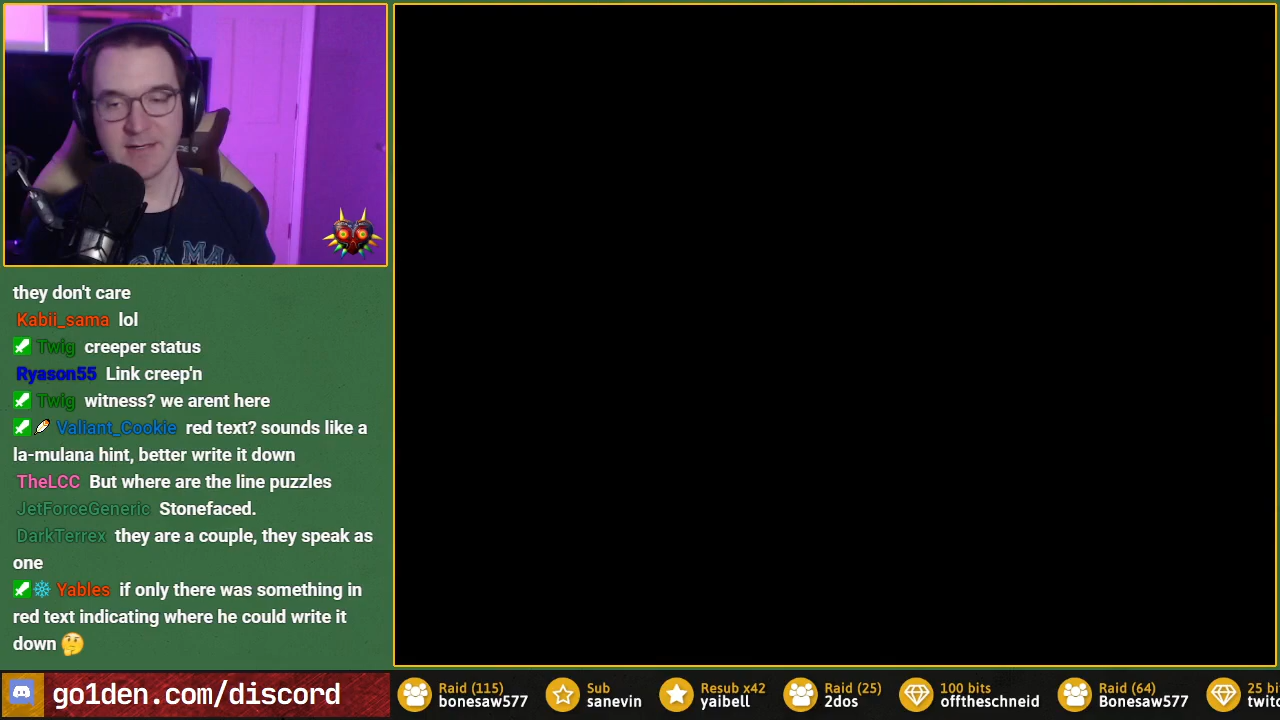 they don't care
Kabii_sama lol
Twig creeper status
Ryason55 Link creep'n
Twig witness? we arent here
Valiant_Cookie red text? sounds like a
la-mulana hint, better write it down
TheLCC But where are the line puzzles
JetForceGeneric Stonefaced.
DarkTerrex they are a couple, they speak as
one
Yables if only there was something in
red text indicating where he could write it
down 🤔
go1den.com/discord
Raid (115)
bonesaw577
Sub
sanevin
Resub x42
yaibell
Raid (25)
2dos
100 bits
offtheschneid
Raid (64)
Bonesaw577
25 bi
twitc